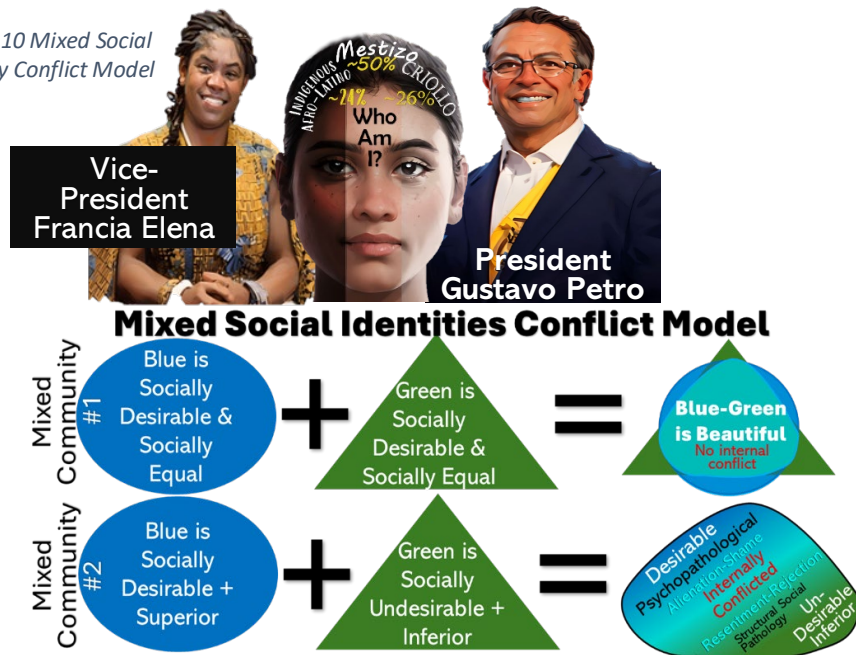 10 Mixed Social
y Conflict Model
Mestizo
~50%
INDIGENOUS
AFRO-LATINO
CRIOLLO
~24%
~26%
Who
Am
I?
Vice-
President
Francia Elena
President
Gustavo Petro
Mixed Social Identities Conflict Model
Mixed
Community
#1
Blue is
Socially
Desirable &
Socially
Equal
+
Green is
Socially
Desirable &
Socially Equal
=
Blue-Green
is Beautiful
No internal
conflict
Mixed
Community
#2
Blue is
Socially
Desirable +
Superior
+
Green is
Socially
Undesirable +
Inferior
=
Desirable
Psychopathological
Alienation-Shame
Internally
Conflicted
Resentment-Rejection
Structural Social
Pathology
Un-
Desirable
Inferior